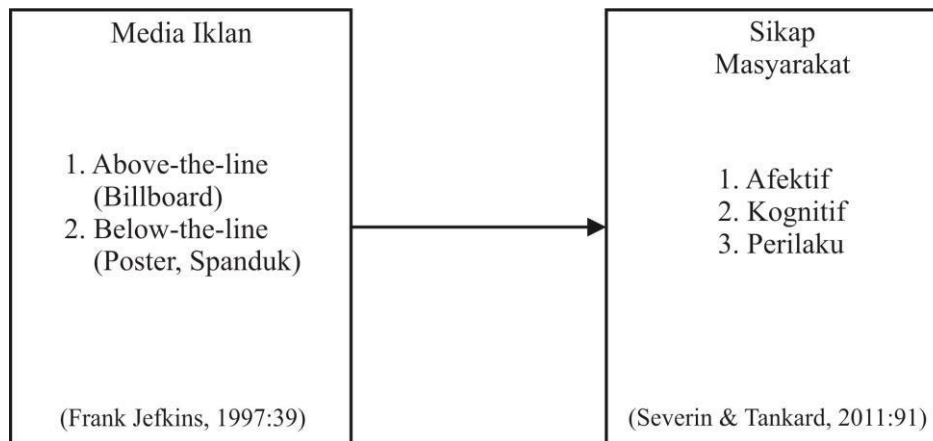 Media Iklan
1. Above-the-line
(Billboard)
2. Below-the-line
(Poster, Spanduk)
(Frank Jefkins, 1997:39)
Sikap
Masyarakat
1. Afektif
2. Kognitif
3. Perilaku
(Severin & Tankard, 2011:91)